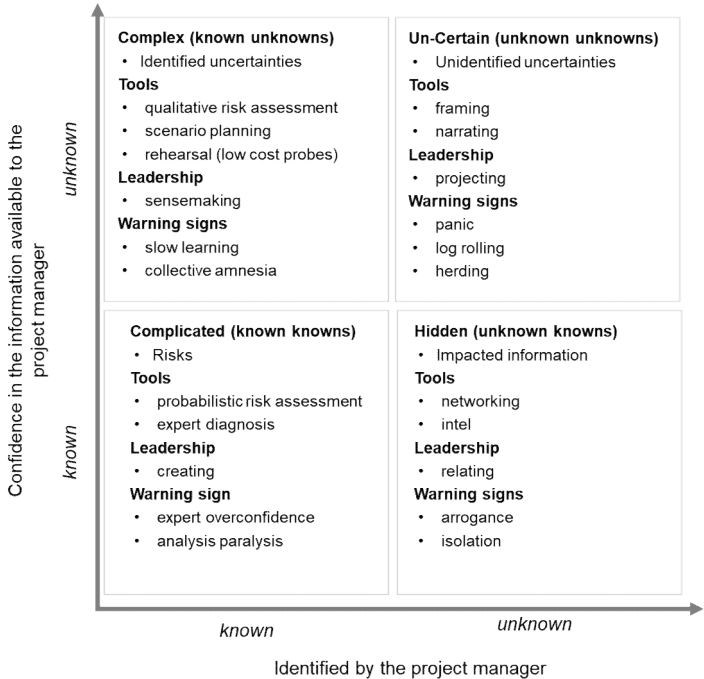 Confidence in the information available to the
project manager
unknown
known
Complex (known unknowns)
• Identified uncertainties
Tools
• qualitative risk assessment
• scenario planning
• rehearsal (low cost probes)
Leadership
• sensemaking
Warning signs
• slow learning
• collective amnesia
Un-Certain (unknown unknowns)
• Unidentified uncertainties
Tools
• framing
• narrating
Leadership
• projecting
Warning signs
• panic
• log rolling
• herding
Complicated (known knowns)
• Risks
Tools
• probabilistic risk assessment
• expert diagnosis
Leadership
• creating
Warning sign
• expert overconfidence
• analysis paralysis
Hidden (unknown knowns)
• Impacted information
Tools
• networking
• intel
Leadership
• relating
Warning signs
• arrogance
• isolation
known
unknown
Identified by the project manager